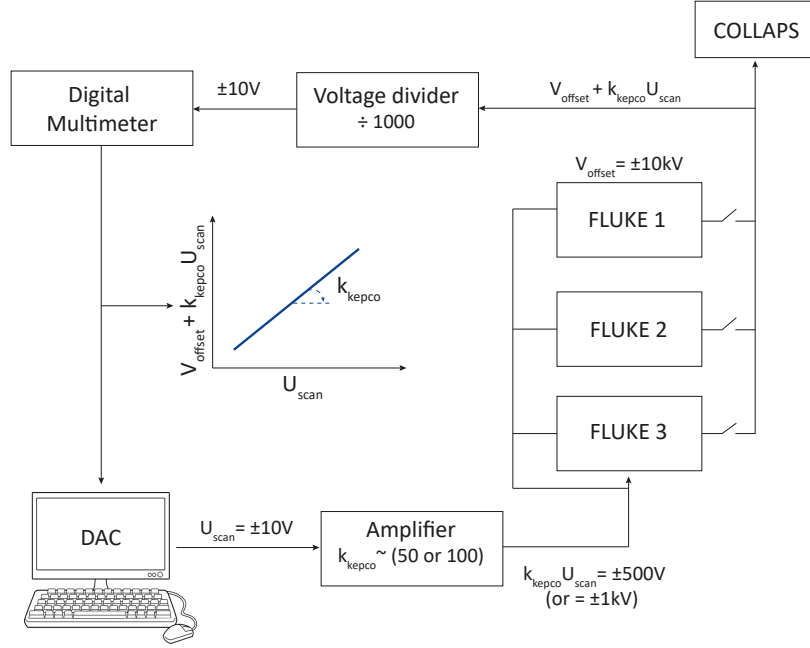 COLLAPS
Digital
Multimeter
±10V
Voltage divider
÷ 1000
V_offset + k_kepco U_scan
V_offset = ±10kV
FLUKE 1
FLUKE 2
FLUKE 3
V_offset + k_kepco U_scan
k_kepco
U_scan
DAC
U_scan = ±10V
Amplifier
k_kepco ~ (50 or 100)
k_kepco U_scan = ±500V
(or = ±1kV)